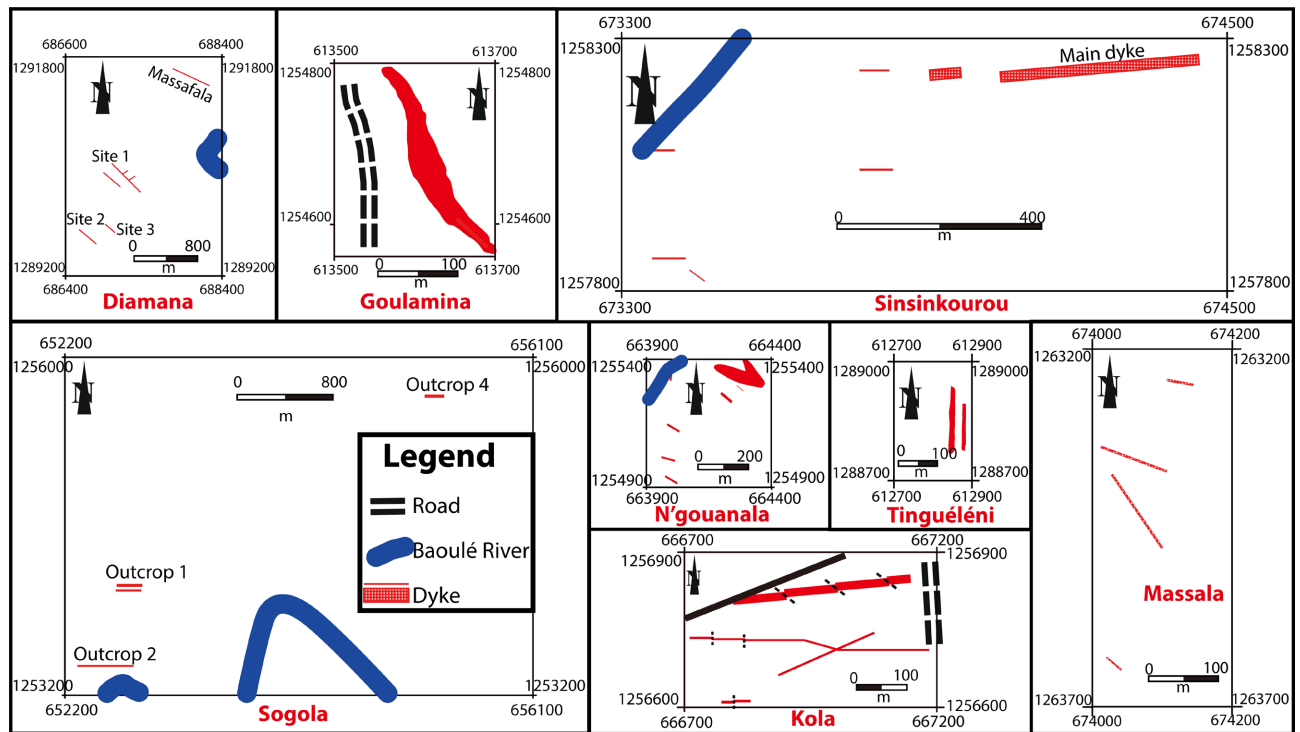 686600
688400
1291800
1291800
Massafala
N
Site 1
Site 2
Site 3
0
800
m
1289200
1289200
686400
688400
Diamana
613500
613700
1254800
1254800
N
1254600
1254600
613500
613700
0
100
m
Goulamina
673300
674500
1258300
1258300
Main dyke
N
0
400
m
1257800
1257800
673300
674500
Sinsinkourou
652200
656100
1256000
1256000
N
0
800
m
Outcrop 4
Legend
Road
Baoulé River
Dyke
Outcrop 1
Outcrop 2
1253200
1253200
652200
656100
Sogola
663900
664400
1255400
1255400
N
0
200
m
1254900
1254900
663900
664400
N'gouanala
612700
612900
1289000
1289000
N
0
100
m
1288700
1288700
612700
612900
Tinguéléni
666700
667200
1256900
1256900
N
0
100
m
1256600
1256600
666700
667200
Kola
674000
674200
1263200
1263200
N
Massala
0
100
m
1263700
1263700
674000
674200